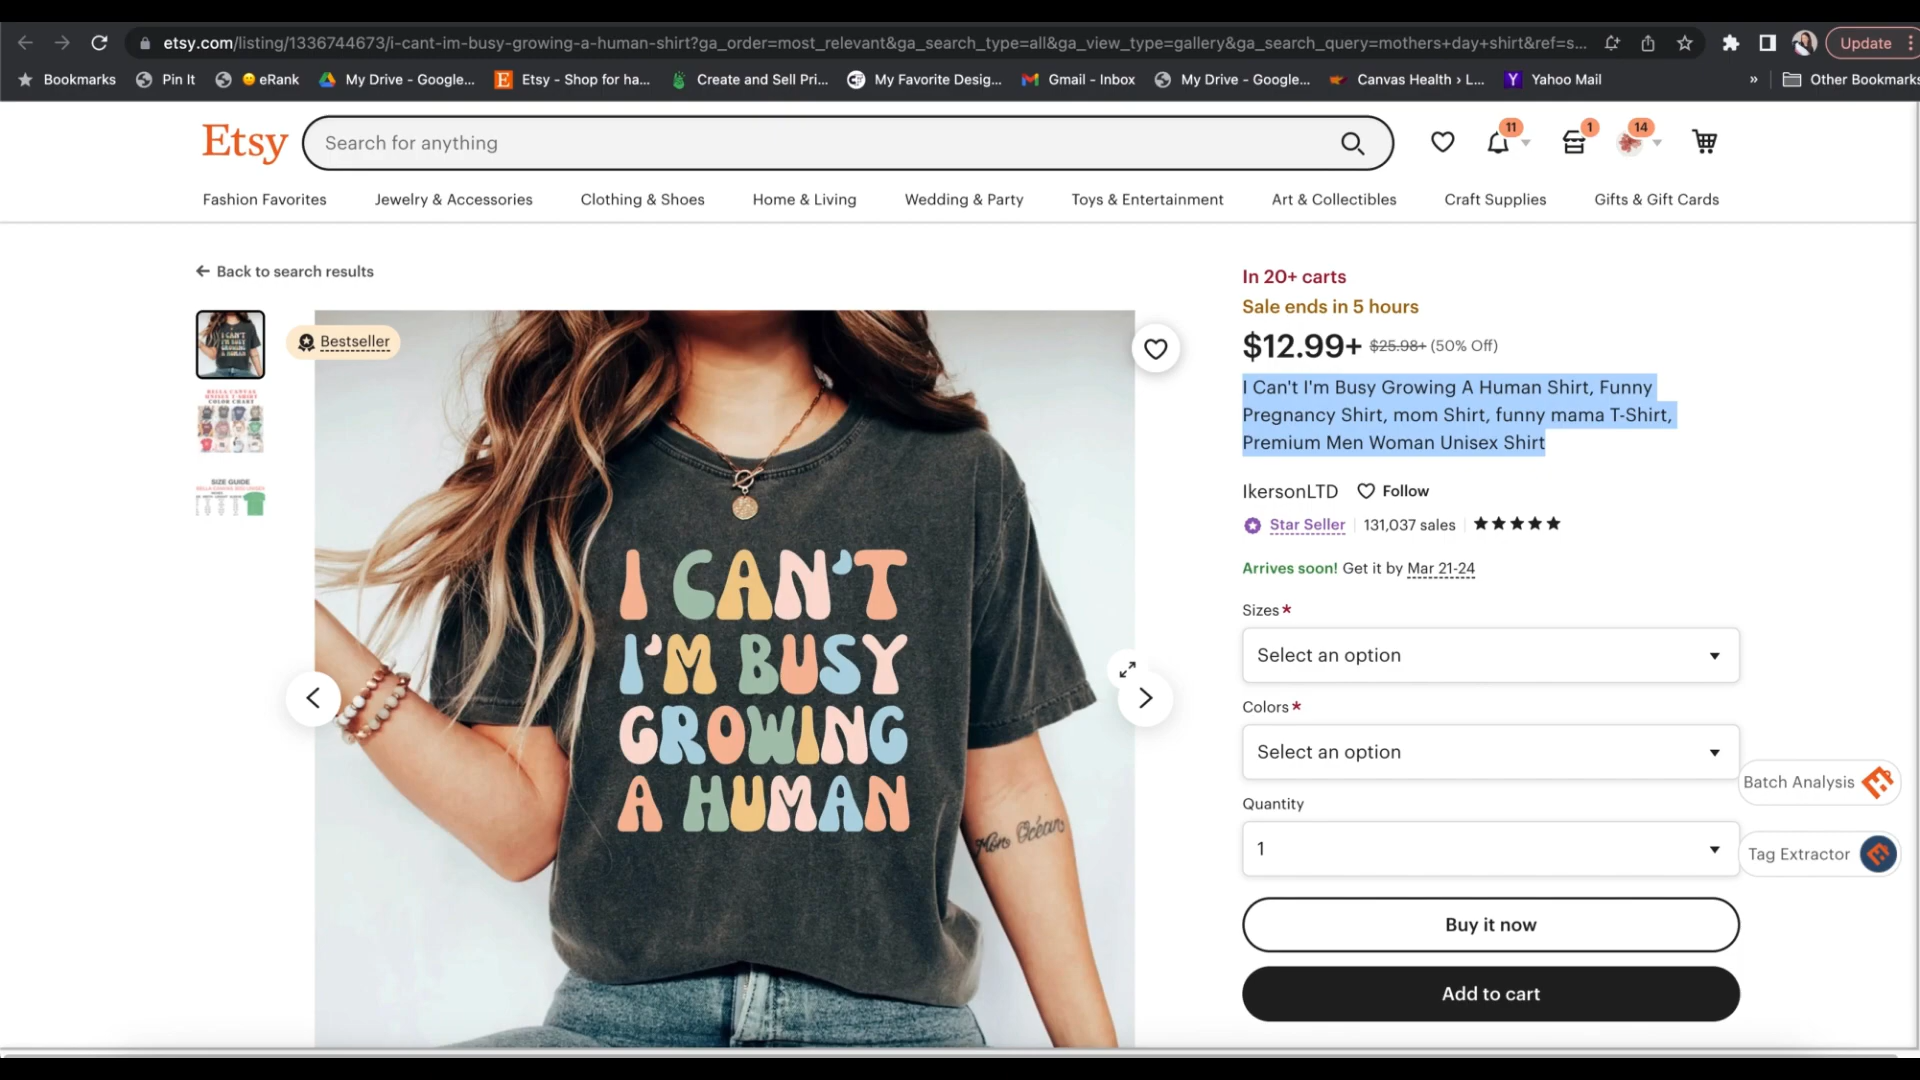 etsy.com/listing/1336744673/i-cant-im-busy-growing-a-human-shirt?ga_order=most_relevant&ga_search_type=all&ga_view_type=gallery&ga_search_query=mothers+day+shirt&ref=s...
Update
Bookmarks
Pin It
eRank
My Drive - Google...
Etsy - Shop for ha...
Create and Sell Pri...
My Favorite Desig...
Gmail - Inbox
My Drive - Google...
Canvas Health › L...
Yahoo Mail
»
Other Bookmarks
Etsy
Search for anything
11
1
14
Fashion Favorites
Jewelry & Accessories
Clothing & Shoes
Home & Living
Wedding & Party
Toys & Entertainment
Art & Collectibles
Craft Supplies
Gifts & Gift Cards
Back to search results
Bestseller
I CAN'T
I'M BUSY
GROWING
A HUMAN
Mon Océan
SIZE GUIDE
In 20+ carts
Sale ends in 5 hours
$12.99+ $25.98+ (50% Off)
I Can't I'm Busy Growing A Human Shirt, Funny
Pregnancy Shirt, mom Shirt, funny mama T-Shirt,
Premium Men Woman Unisex Shirt
IkersonLTD Follow
Star Seller 131,037 sales
Arrives soon! Get it by Mar 21-24
Sizes*
Select an option
Colors*
Select an option
Batch Analysis
Quantity
1
Tag Extractor
Buy it now
Add to cart